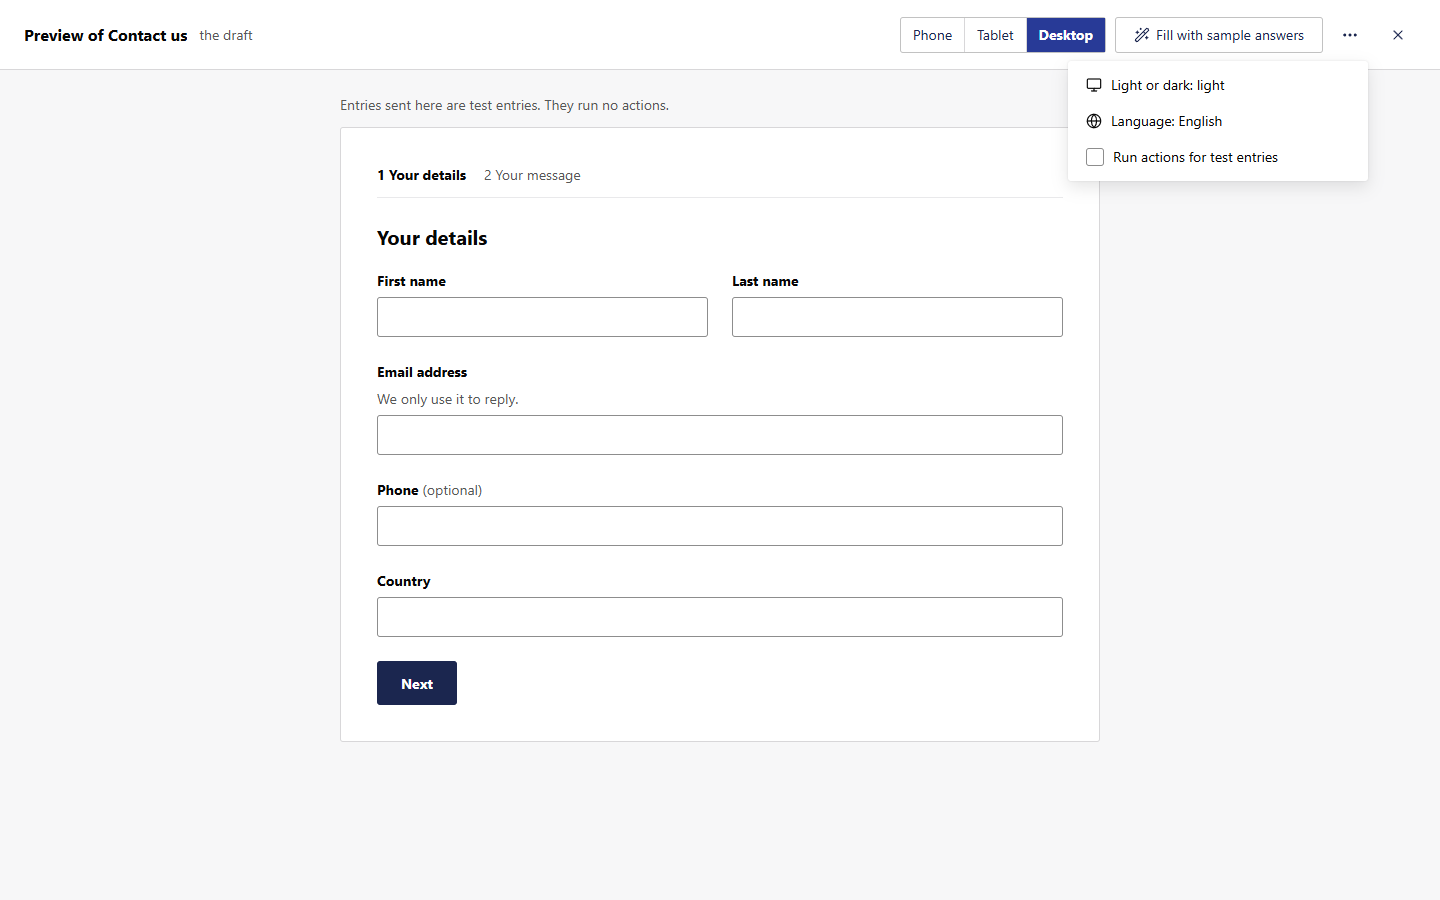 Preview of Contact us the draft
Phone Tablet Desktop Fill with sample answers
Light or dark: light
Language: English
Run actions for test entries
Entries sent here are test entries. They run no actions.
1 Your details 2 Your message
Your details
First name Last name
Email address
We only use it to reply.
Phone (optional)
Country
Next